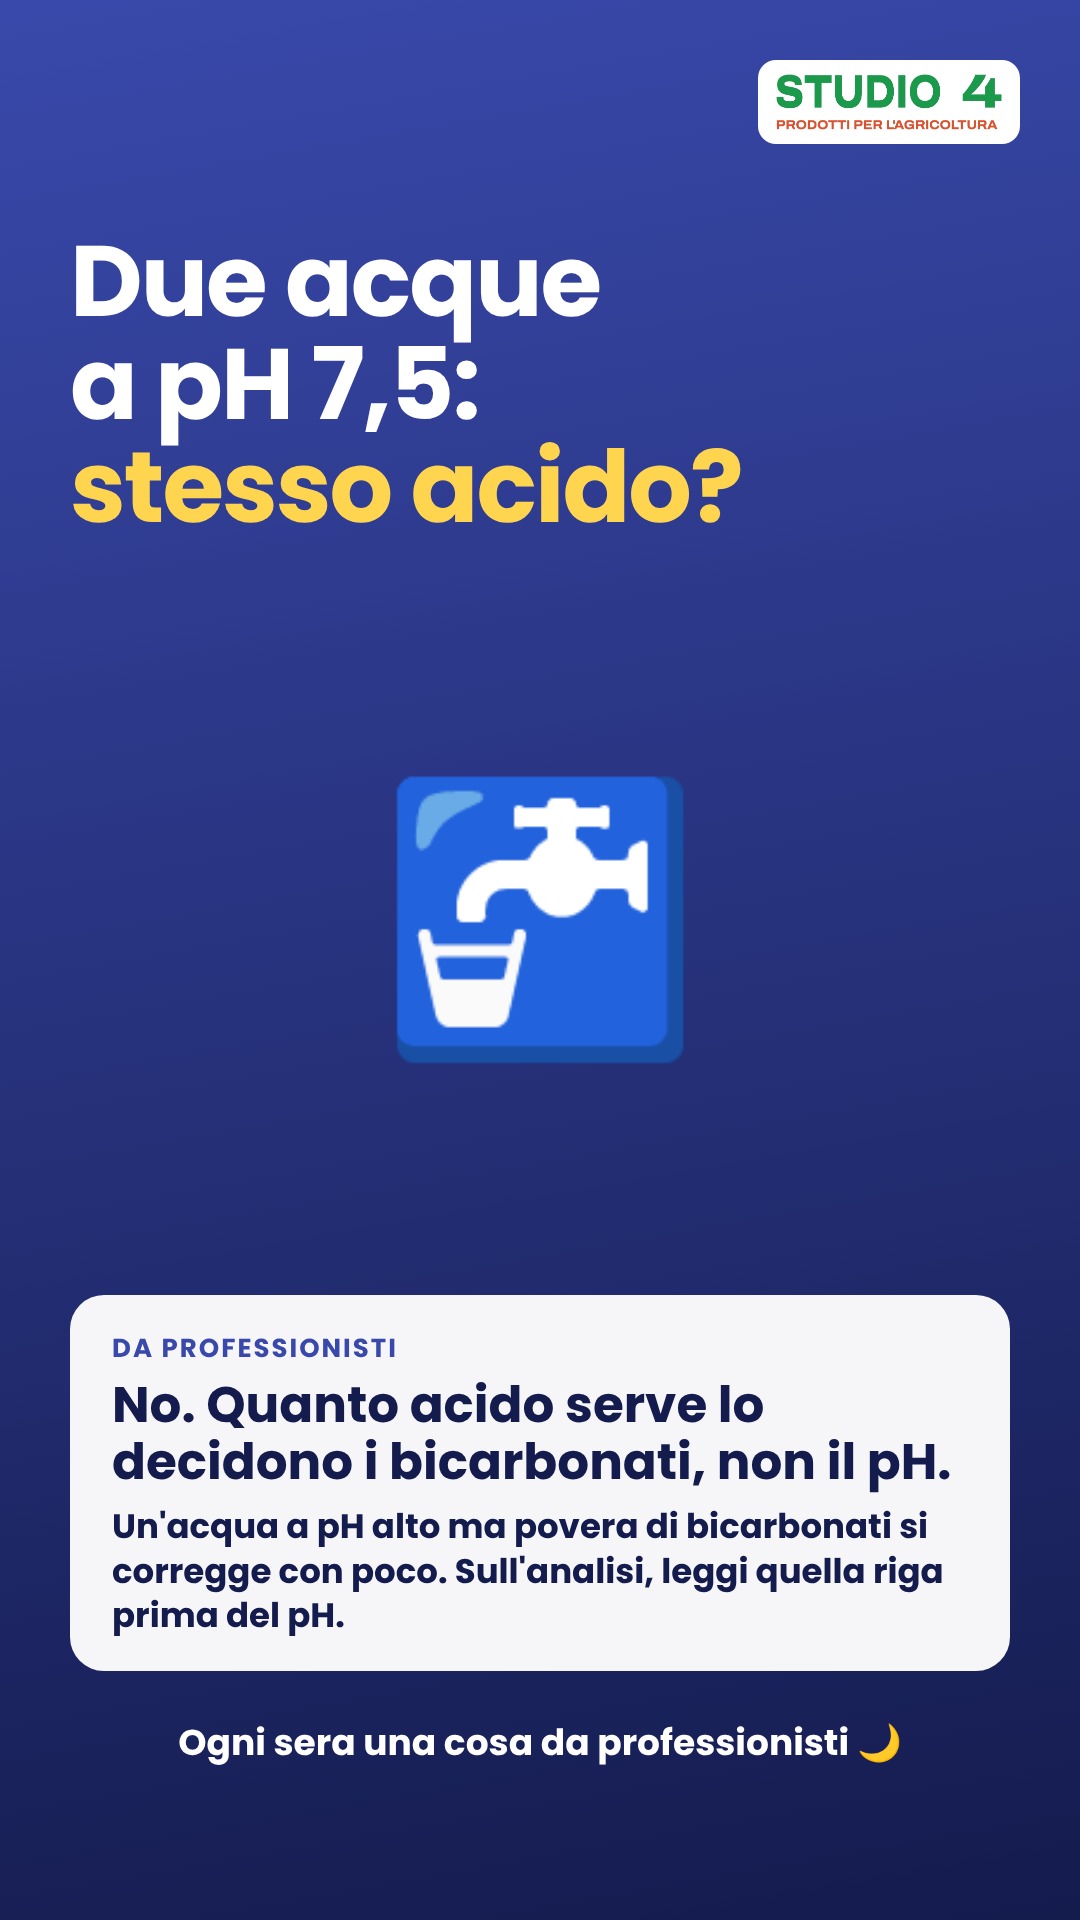 STUDIO 4
PRODOTTI PER L'AGRICOLTURA
Due acque
a pH 7,5:
stesso acido?
DA PROFESSIONISTI
No. Quanto acido serve lo
decidono i bicarbonati, non il pH.
Un'acqua a pH alto ma povera di bicarbonati si
corregge con poco. Sull'analisi, leggi quella riga
prima del pH.
Ogni sera una cosa da professionisti 🌙